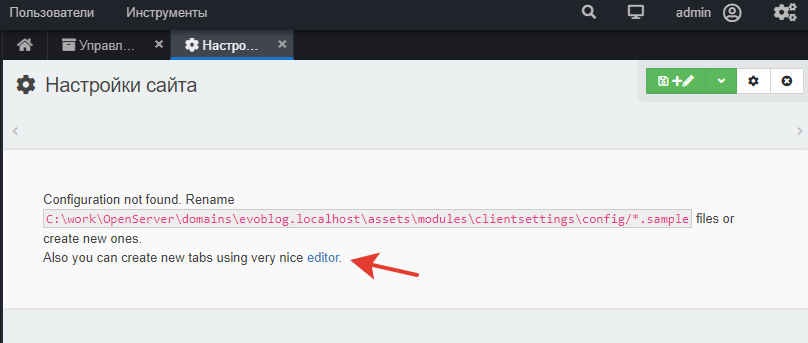 Пользователи Инструменты admin
Управл... × Настро... ×
Настройки сайта
Configuration not found. Rename
C:\work\OpenServer\domains\evoblog.localhost\assets\modules\clientsettings\config/*.sample files or
create new ones.
Also you can create new tabs using very nice editor.